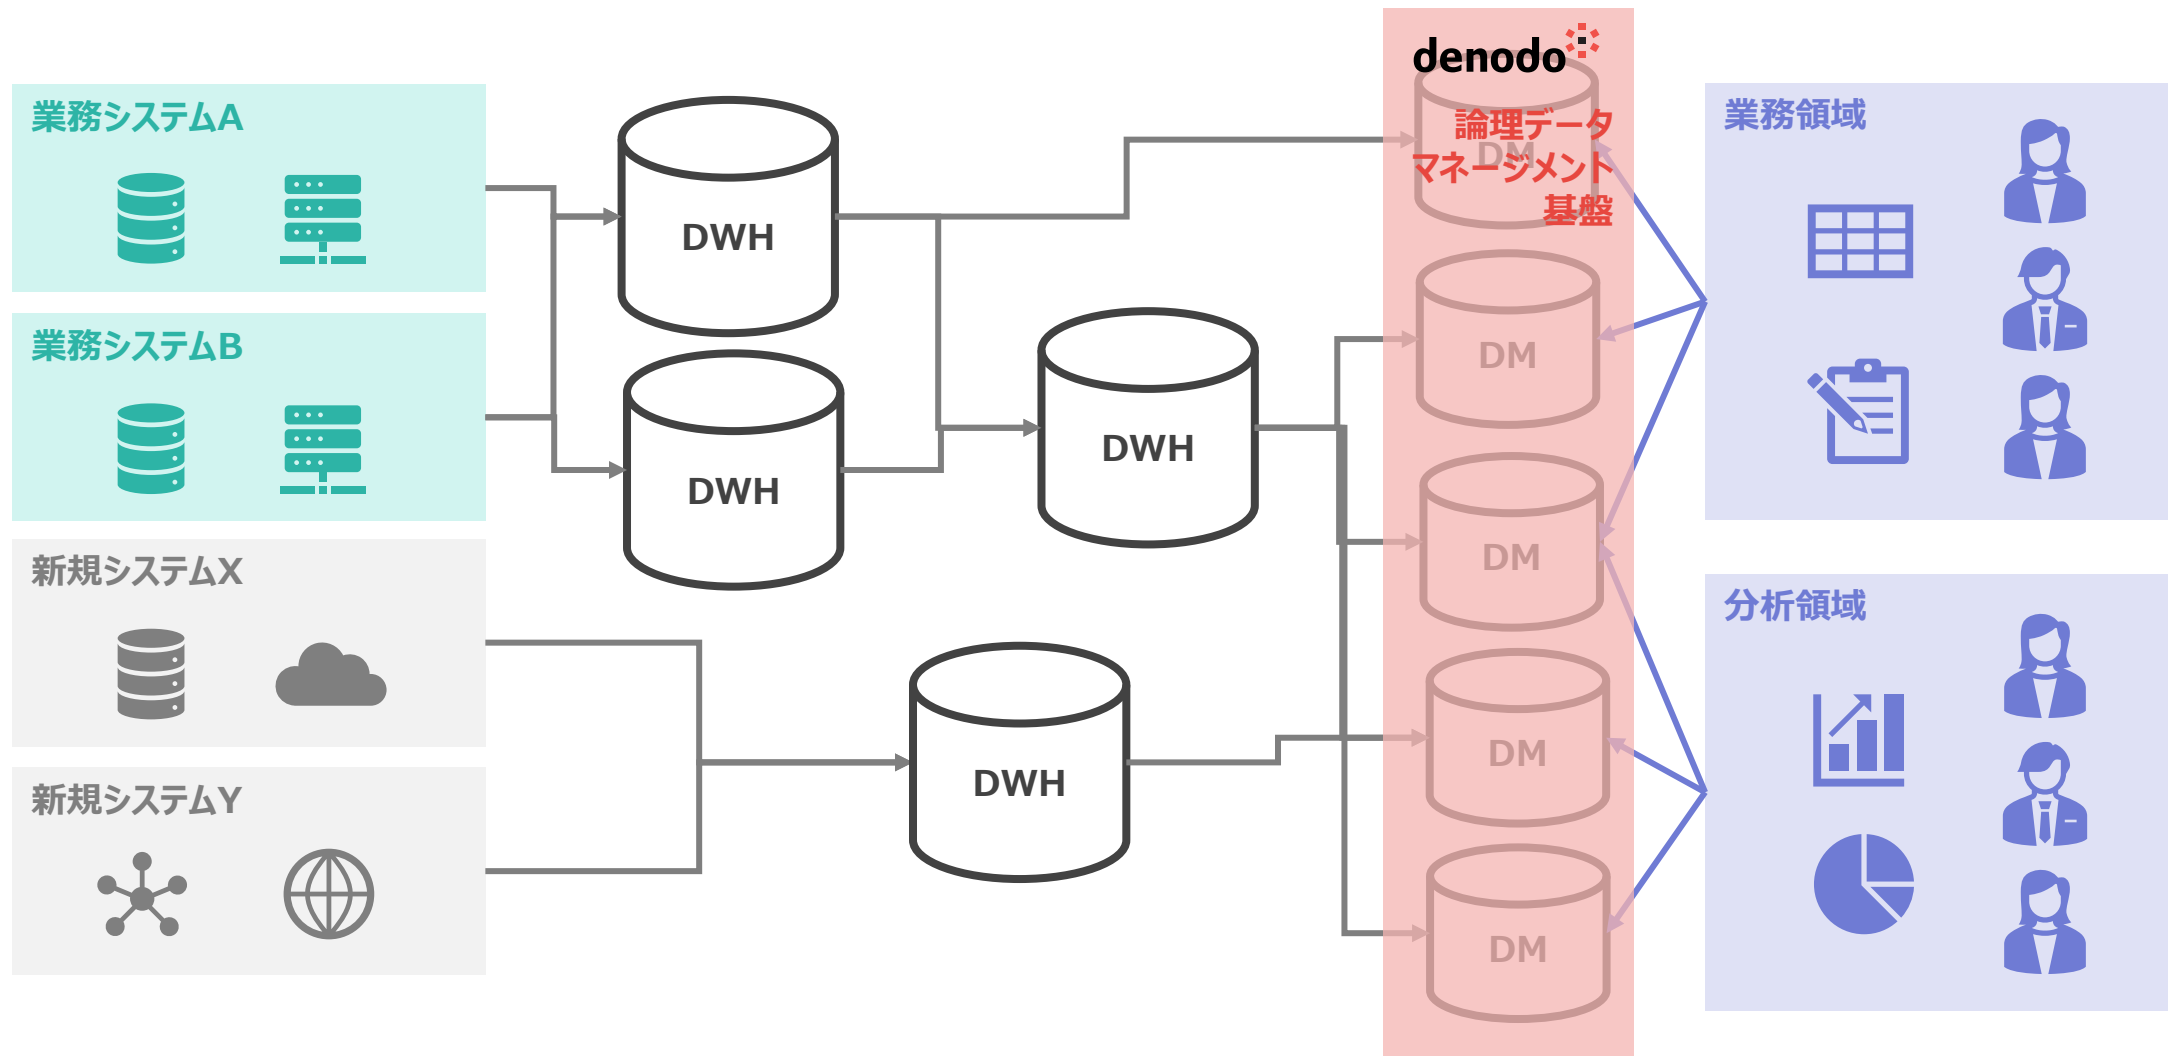 業務システムA
業務システムB
新規システムX
新規システムY
DWH
DWH
DWH
DWH
denodo
論理データ
マネージメント
基盤
DM
DM
DM
DM
DM
業務領域
分析領域